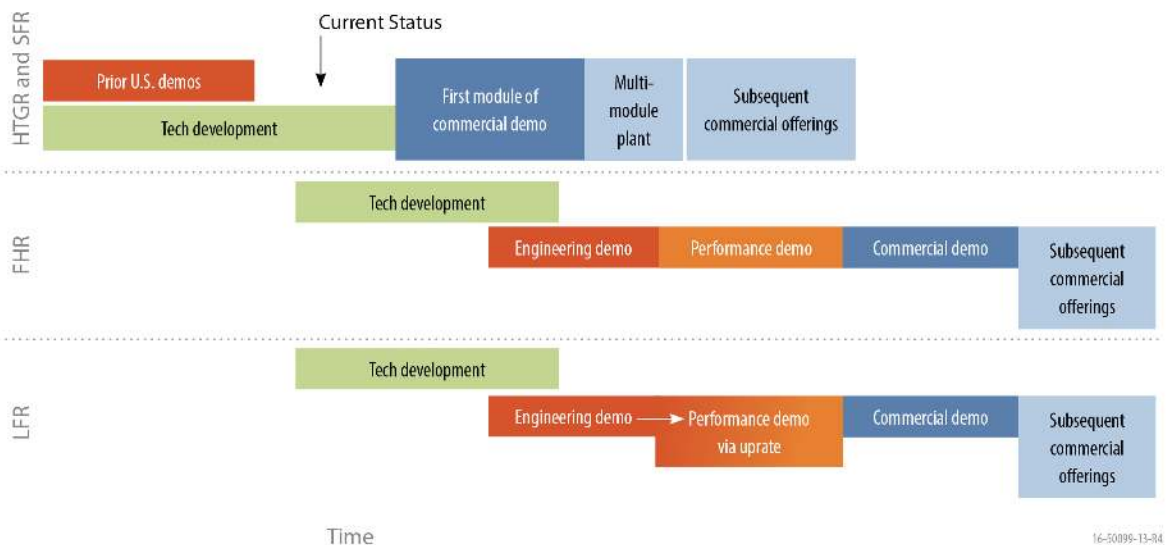 Current Status
HTGR and SFR
Prior U.S. demos
Tech development
First module of
commercial demo
Multi-
module
plant
Subsequent
commercial offerings
FHR
Tech development
Engineering demo
Performance demo
Commercial demo
Subsequent
commercial
offerings
LFR
Tech development
Engineering demo
Performance demo
via uprate
Commercial demo
Subsequent
commercial
offerings
Time
16-50099-13-R4